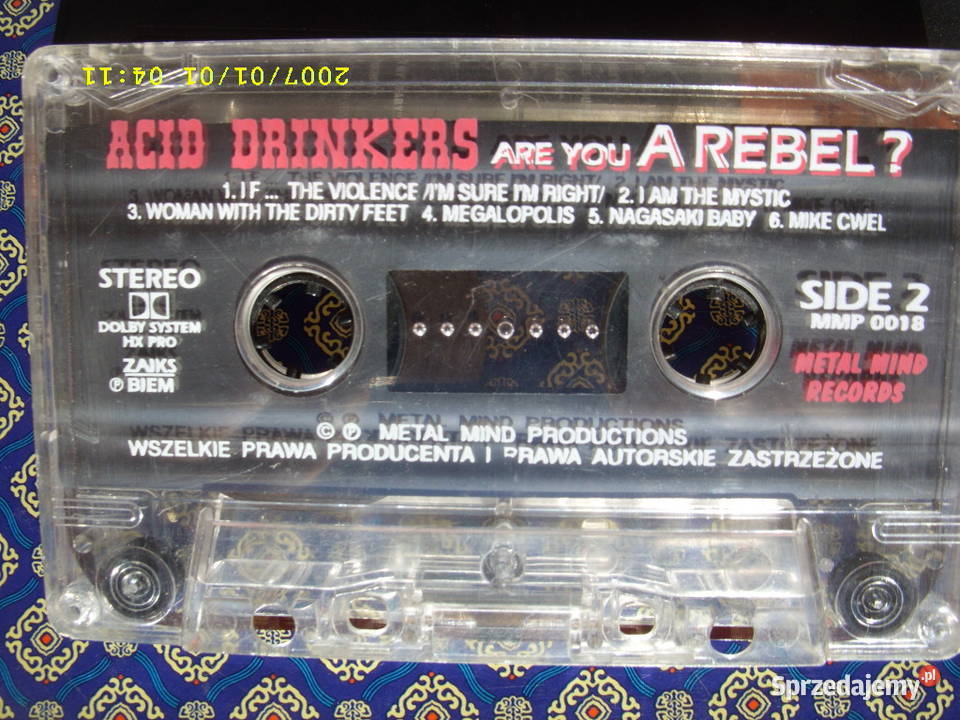 2007/01/01 04:11
ACID DRINKERS ARE YOU A REBEL?
1. IF ... THE VIOLENCE /I'M SURE I'M RIGHT/ 2. I AM THE MYSTIC
3. WOMAN WITH THE DIRTY FEET 4. MEGALOPOLIS 5. NAGASAKI BABY 6. MIKE CWEL
STEREO
DOLBY SYSTEM
HX PRO
ZAIKS
Ⓟ BIEM
SIDE 2
MMP 0018
METAL MIND
RECORDS
© Ⓟ METAL MIND PRODUCTIONS
WSZELKIE PRAWA PRODUCENTA I PRAWA AUTORSKIE ZASTRZEŻONE
Sprzedajemy.pl